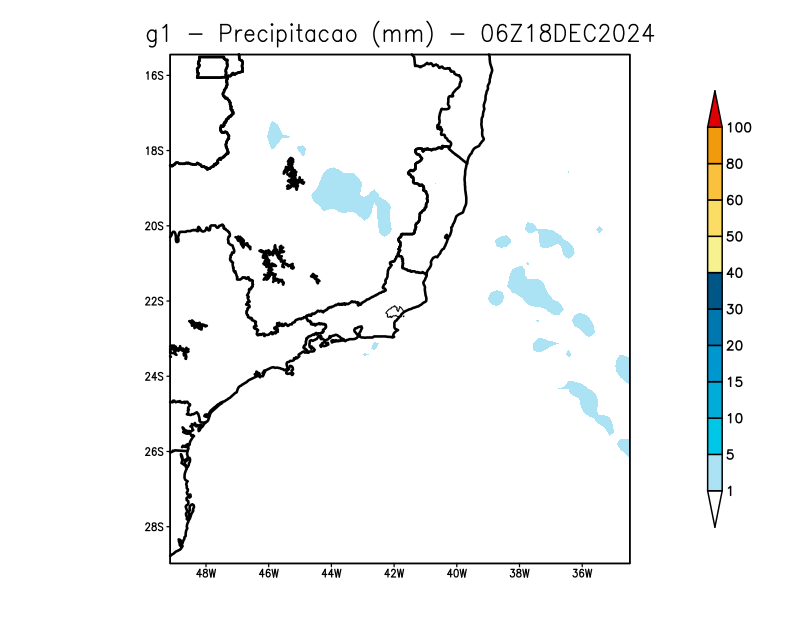 g1 – Precipitacao (mm) – 06Z18DEC2024
16S
18S
20S
22S
24S
26S
28S
48W 46W 44W 42W 40W 38W 36W
100
80
60
50
40
30
20
15
10
5
1